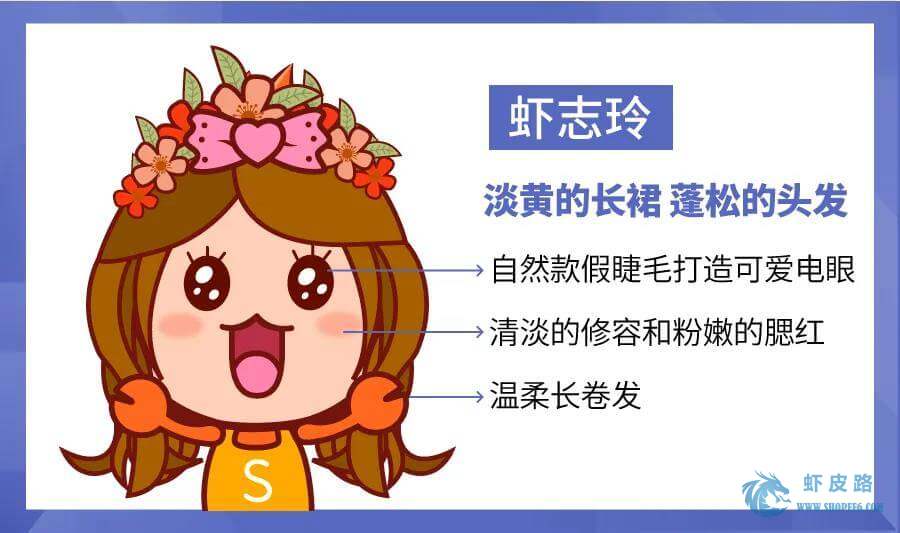 虾志玲
淡黄的长裙 蓬松的头发
自然款假睫毛打造可爱电眼
清淡的修容和粉嫩的腮红
温柔长卷发
S
虾皮路
WWW.SHOPEE6.COM